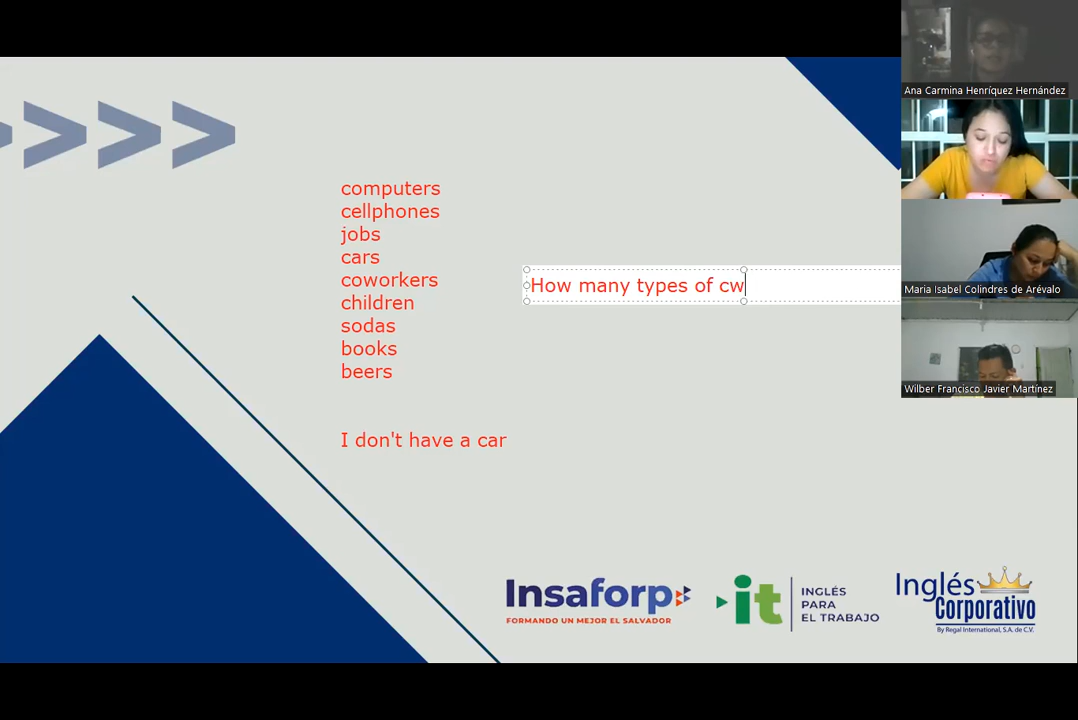 Ana Carmina Henríquez Hernández
computers
cellphones
jobs
cars
coworkers
children
sodas
books
beers
How many types of cw
Maria Isabel Colindres de Arévalo
Wilber Francisco Javier Martínez
I don't have a car
Insaforp
FORMANDO UN MEJOR EL SALVADOR
it
INGLÉS
PARA
EL TRABAJO
Inglés
Corporativo
By Regal International, S.A. de C.V.